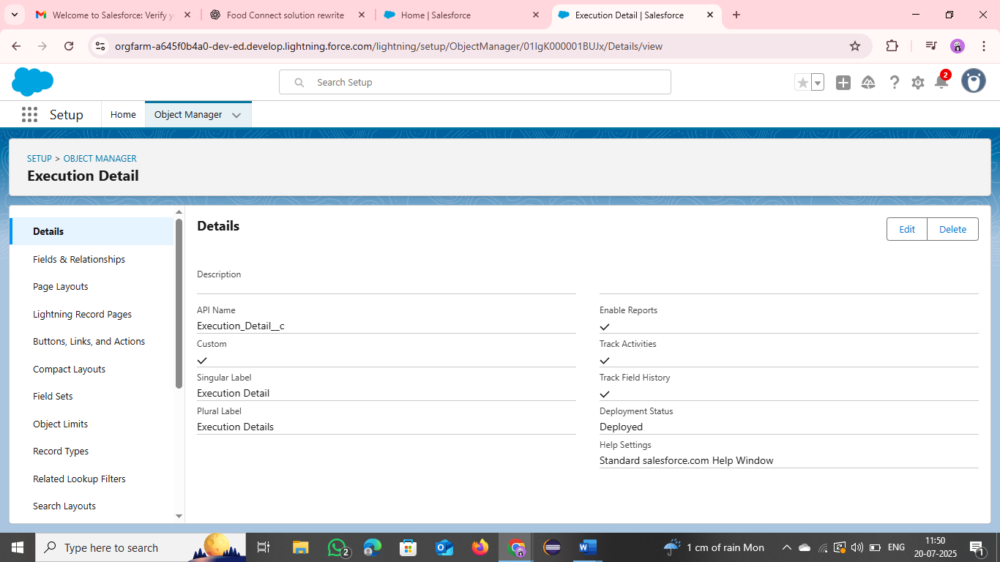 Welcome to Salesforce: Verify y
Food Connect solution rewrite
Home | Salesforce
Execution Detail | Salesforce
orgfarm-a645f0b4a0-dev-ed.develop.lightning.force.com/lightning/setup/ObjectManager/01IgK000001BUJx/Details/view
Search Setup
2
Setup
Home
Object Manager
SETUP > OBJECT MANAGER
Execution Detail
Details
Fields & Relationships
Page Layouts
Lightning Record Pages
Buttons, Links, and Actions
Compact Layouts
Field Sets
Object Limits
Record Types
Related Lookup Filters
Search Layouts
Details
Edit
Delete
Description
API Name
Execution_Detail__c
Custom
Singular Label
Execution Detail
Plural Label
Execution Details
Enable Reports
Track Activities
Track Field History
Deployment Status
Deployed
Help Settings
Standard salesforce.com Help Window
Type here to search
2
1 cm of rain Mon
ENG
11:50
20-07-2025
1